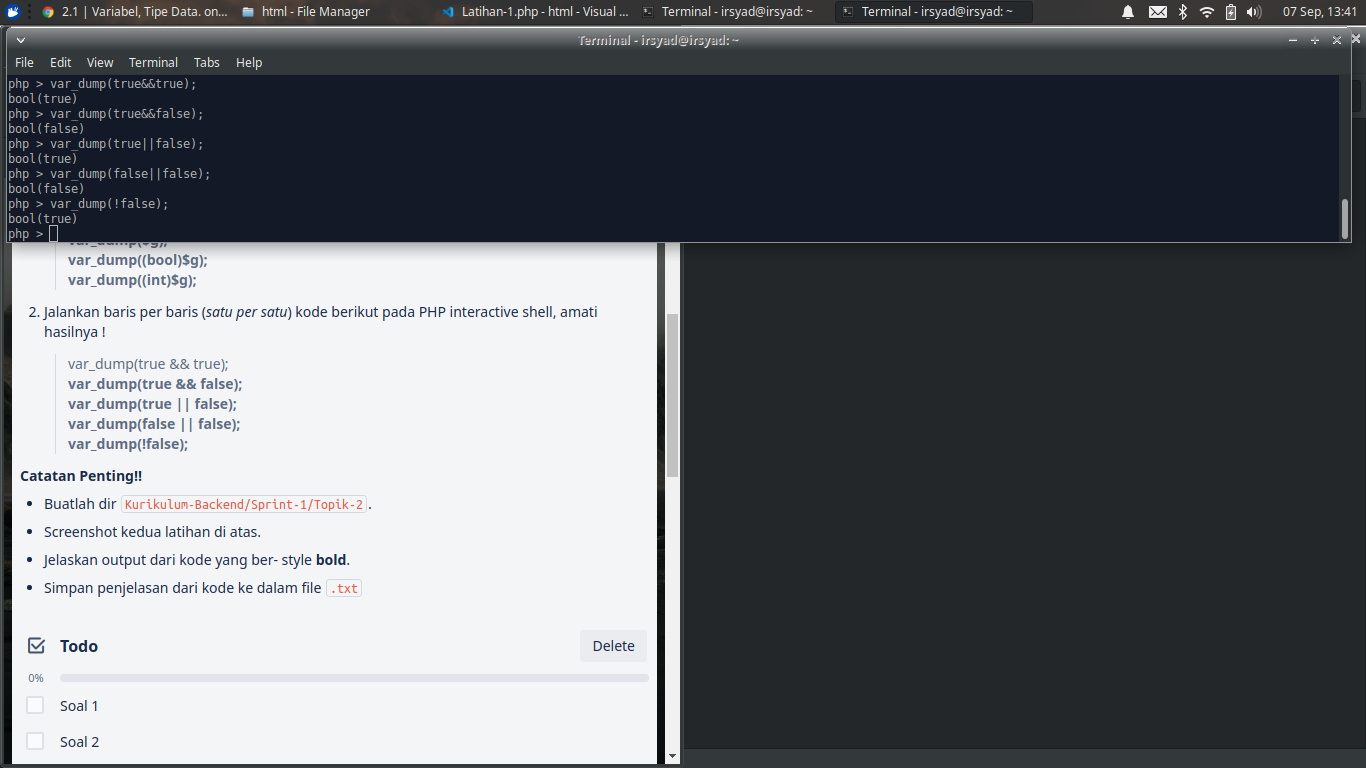 2.1 | Variabel, Tipe Data. on...
html - File Manager
Latihan-1.php - html - Visual ...
Terminal - irsyad@irsyad: ~
Terminal - irsyad@irsyad: ~
07 Sep, 13:41
Terminal - irsyad@irsyad: ~
File Edit View Terminal Tabs Help
php > var_dump(true&&true);
bool(true)
php > var_dump(true&&false);
bool(false)
php > var_dump(true||false);
bool(true)
php > var_dump(false||false);
bool(false)
php > var_dump(!false);
bool(true)
php >
var_dump($g);
var_dump((bool)$g);
var_dump((int)$g);
2. Jalankan baris per baris (satu per satu) kode berikut pada PHP interactive shell, amati
hasilnya !
var_dump(true && true);
var_dump(true && false);
var_dump(true || false);
var_dump(false || false);
var_dump(!false);
Catatan Penting!!
Buatlah dir Kurikulum-Backend/Sprint-1/Topik-2.
Screenshot kedua latihan di atas.
Jelaskan output dari kode yang ber- style bold.
Simpan penjelasan dari kode ke dalam file .txt
Todo
Delete
0%
Soal 1
Soal 2